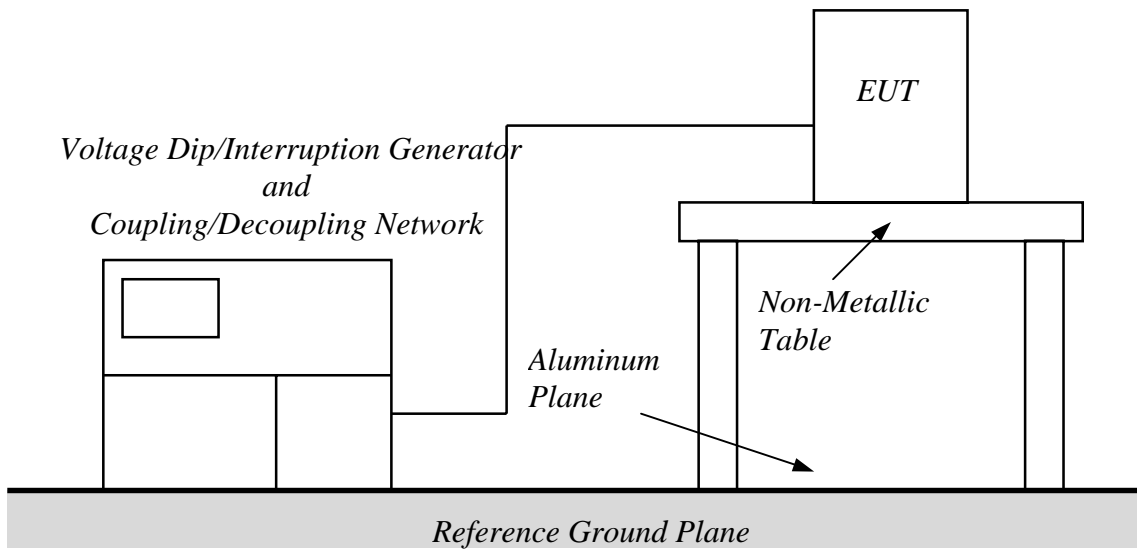 EUT
Voltage Dip/Interruption Generator
and
Coupling/Decoupling Network
Non-Metallic
Table
Aluminum
Plane
Reference Ground Plane